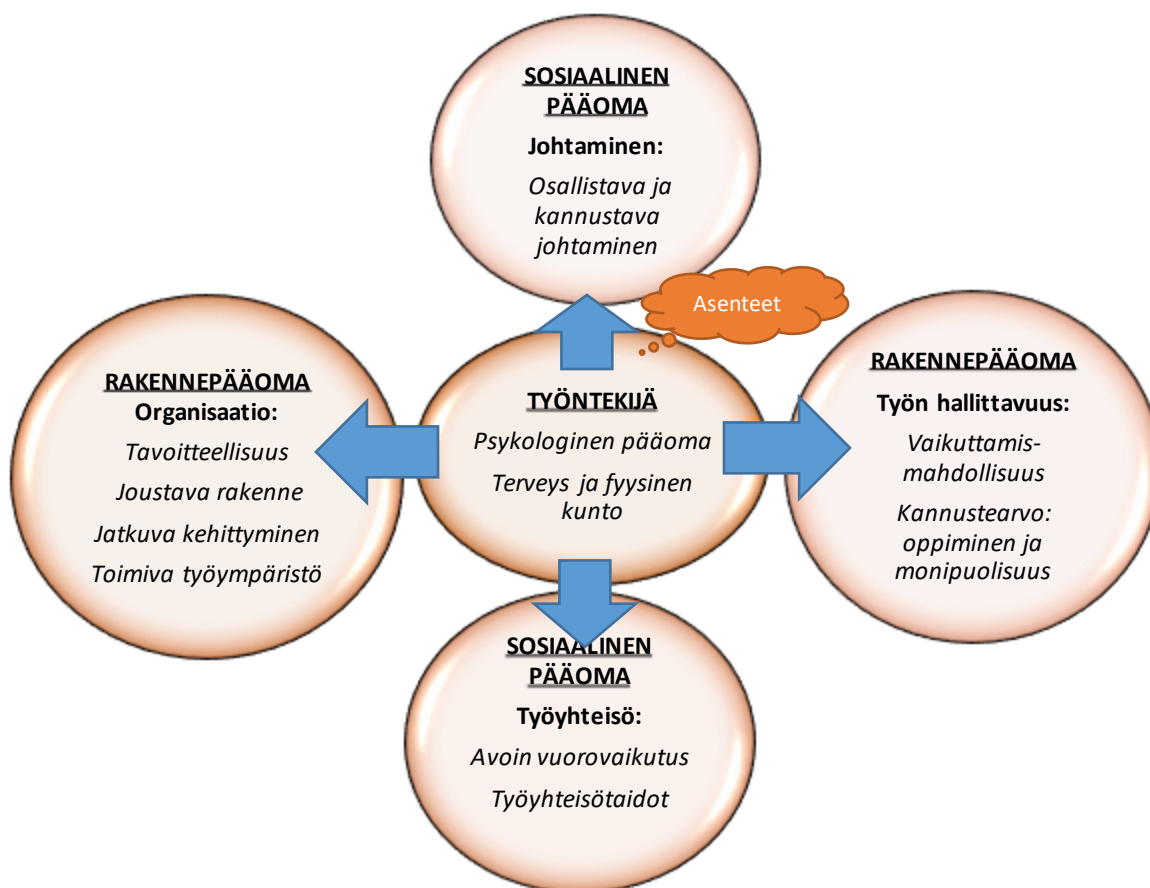 SOSIAALINEN
PÄÄOMA
Johtaminen:
Osallistava ja
kannustava
johtaminen
Asenteet
RAKENNEPÄÄOMA
Organisaatio:
Tavoitteellisuus
Joustava rakenne
Jatkuva kehittyminen
Toimiva työympäristö
TYÖNTEKIJÄ
Psykologinen pääoma
Terveys ja fyysinen
kunto
RAKENNEPÄÄOMA
Työn hallittavuus:
Vaikuttamis-
mahdollisuus
Kannustearvo:
oppiminen ja
monipuolisuus
SOSIAALINEN
PÄÄOMA
Työyhteisö:
Avoin vuorovaikutus
Työyhteisötaidot